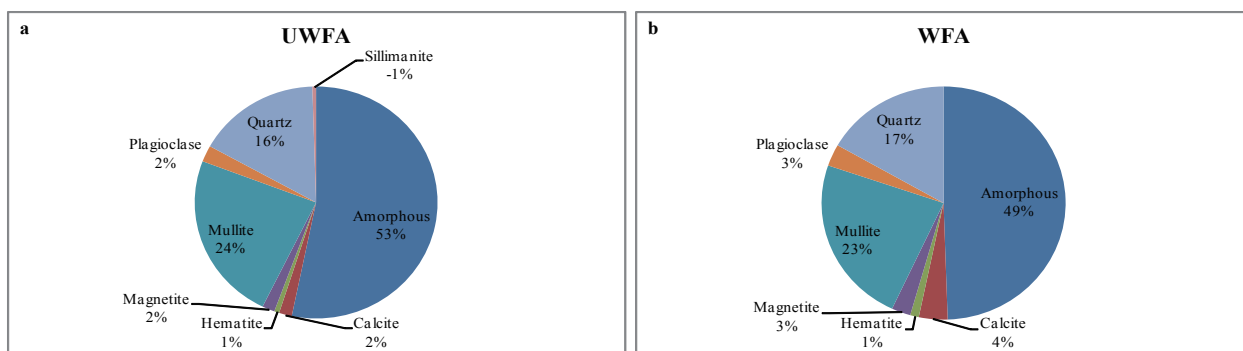 a
UWFA
Sillimanite
-1%
Quartz
16%
Plagioclase
2%
Amorphous
53%
Mullite
24%
Magnetite
2%
Hematite
1%
Calcite
2%
b
WFA
Quartz
17%
Plagioclase
3%
Amorphous
49%
Mullite
23%
Magnetite
3%
Hematite
1%
Calcite
4%